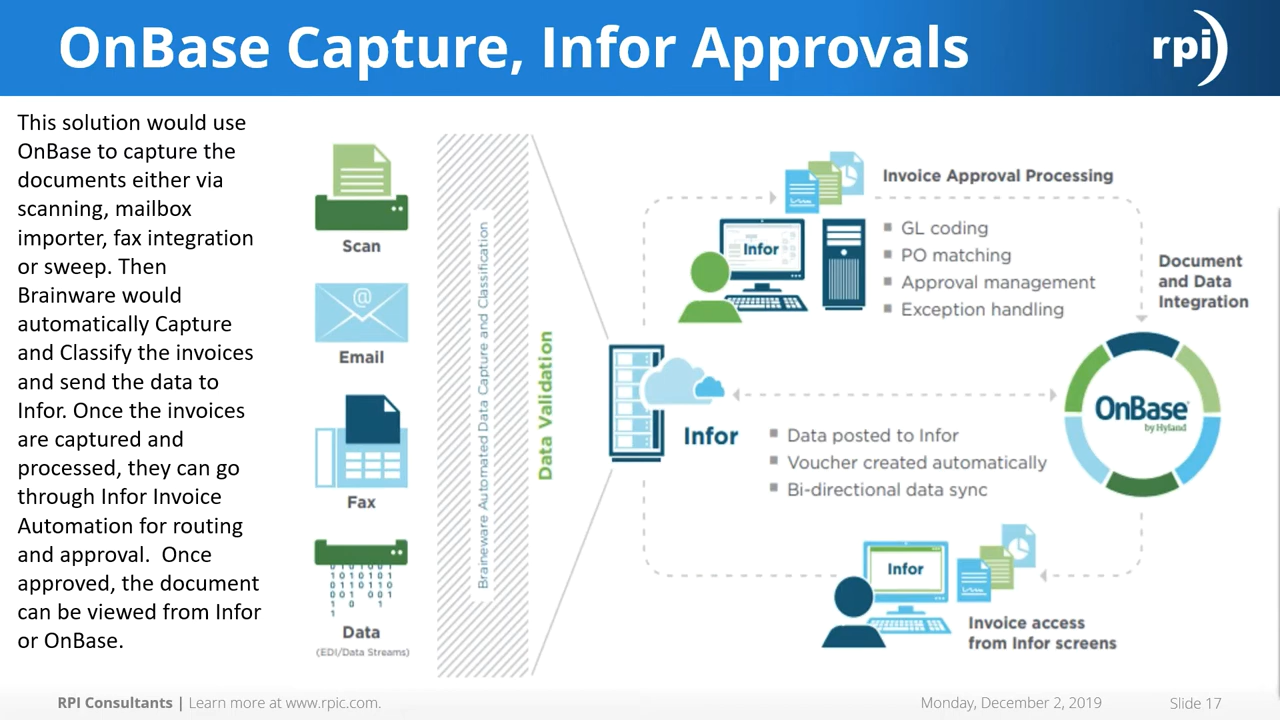 OnBase Capture, Infor Approvals
rpi
This solution would use
OnBase to capture the
documents either via
scanning, mailbox
importer, fax integration
or sweep. Then
Brainware would
automatically Capture
and Classify the invoices
and send the data to
Infor. Once the invoices
are captured and
processed, they can go
through Infor Invoice
Automation for routing
and approval.  Once
approved, the document
can be viewed from Infor
or OnBase.
Scan
@
Email
Fax
Data
(EDI/Data Streams)
Braineware Automated Data Capture and Classification
Data Validation
Invoice Approval Processing
Infor
GL coding
PO matching
Approval management
Exception handling
Document
and Data
Integration
Infor
Data posted to Infor
Voucher created automatically
Bi-directional data sync
OnBase
by Hyland
Infor
Invoice access
from Infor screens
RPI Consultants | Learn more at www.rpic.com.
Monday, December 2, 2019
Slide 17